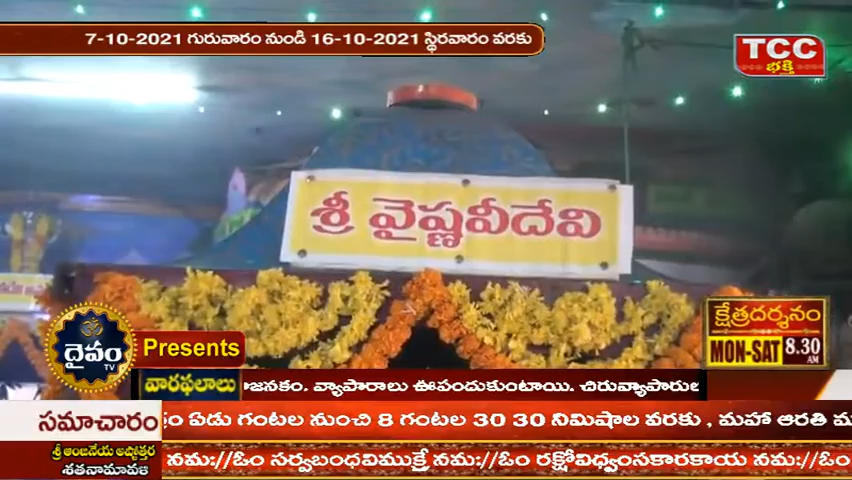 7-10-2021 గురువారం నుండి 16-10-2021 స్థిరవారం వరకు
TCC
భక్తి
శ్రీ వైష్ణవీదేవి
క్షేత్రదర్శనం
MON-SAT 8.30 AM
దైవం
TV
Presents
వారఫలాలు
వ్యాపారాలు ఊపందుకుంటాయి. చిరువ్యాపారుల
సమాచారం
ఏడు గంటల నుంచి 8 గంటల 30 30 నిమిషాల వరకు , మహా ఆరతి
శ్రీ ఆంజనేయ అష్టోత్తర
శతనామావళి
నమః//ఓం సర్వబంధవిముక్త్రే నమః//ఓం రక్షోవిధ్వంసకారకాయ నమః//ఓం